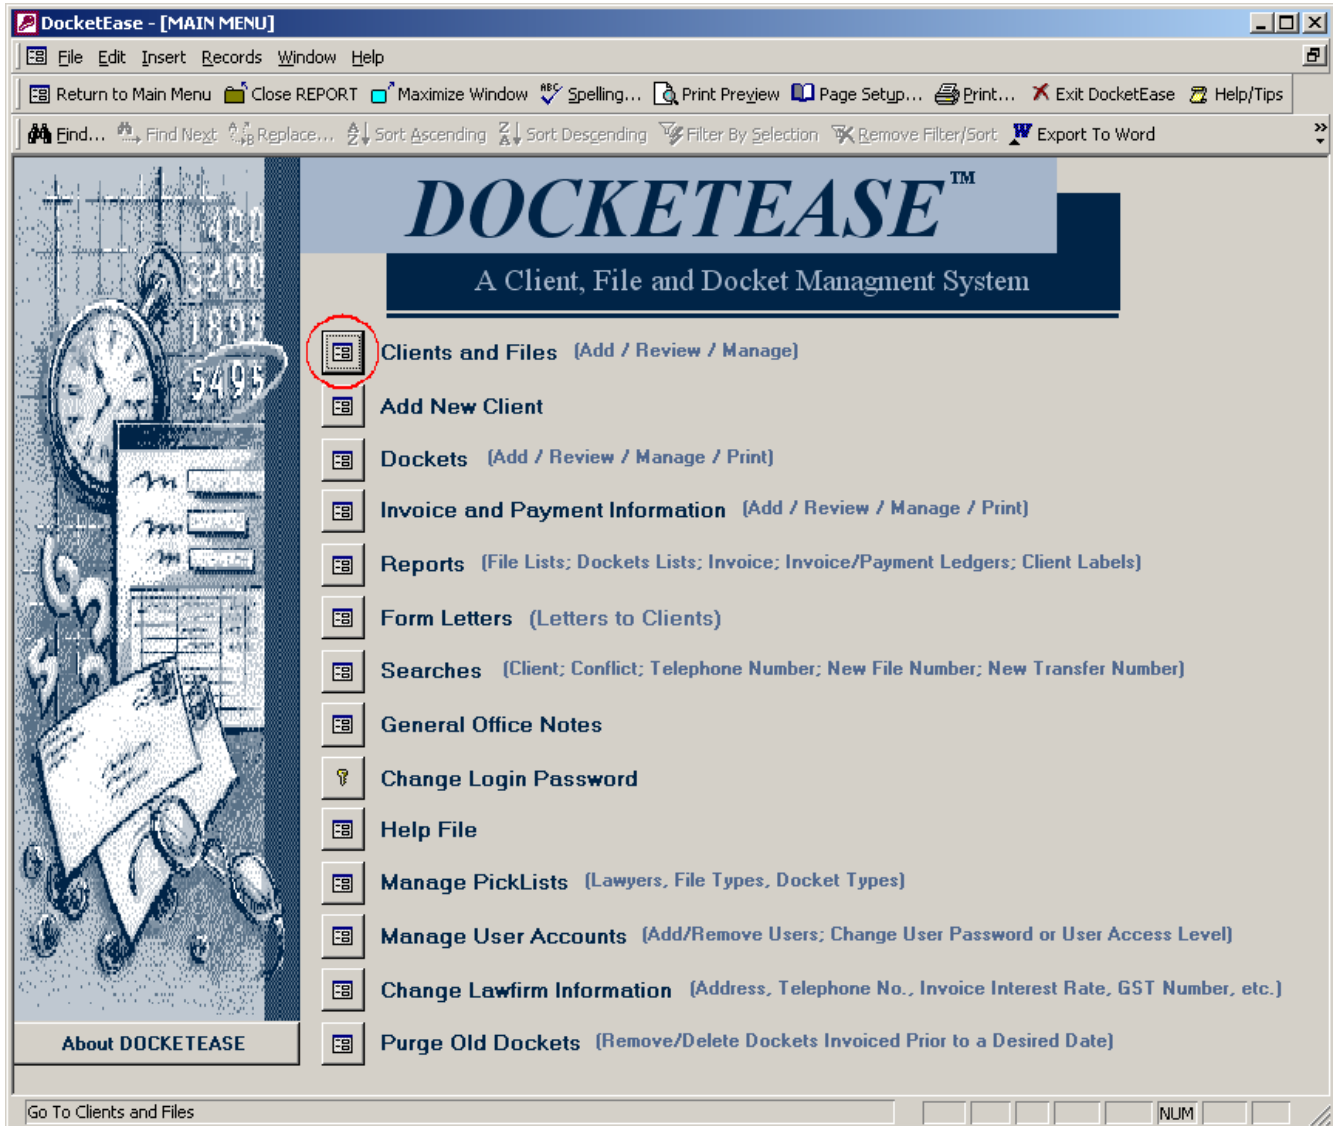 DocketEase - [MAIN MENU]
File Edit Insert Records Window Help
Return to Main Menu Close REPORT Maximize Window ABC Spelling... Print Preview Page Setup... Print... Exit DocketEase Help/Tips
Find... Find Next Replace... Sort Ascending Sort Descending Filter By Selection Remove Filter/Sort Export To Word
DOCKETEASE™
A Client, File and Docket Managment System
400
3200
1895
5495
Clients and Files (Add / Review / Manage)
Add New Client
Dockets (Add / Review / Manage / Print)
Invoice and Payment Information (Add / Review / Manage / Print)
Reports (File Lists; Dockets Lists; Invoice; Invoice/Payment Ledgers; Client Labels)
Form Letters (Letters to Clients)
Searches (Client; Conflict; Telephone Number; New File Number; New Transfer Number)
General Office Notes
Change Login Password
Help File
Manage PickLists (Lawyers, File Types, Docket Types)
Manage User Accounts (Add/Remove Users; Change User Password or User Access Level)
Change Lawfirm Information (Address, Telephone No., Invoice Interest Rate, GST Number, etc.)
About DOCKETEASE
Purge Old Dockets (Remove/Delete Dockets Invoiced Prior to a Desired Date)
Go To Clients and Files NUM